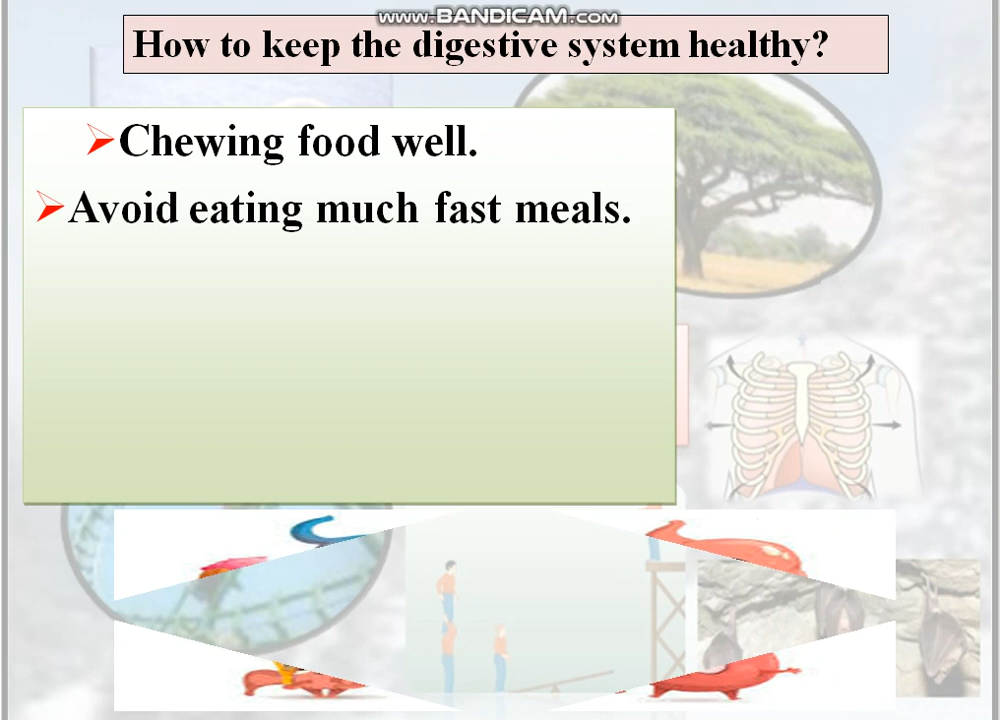 www.BANDICAM.com
How to keep the digestive system healthy?
Chewing food well.
Avoid eating much fast meals.